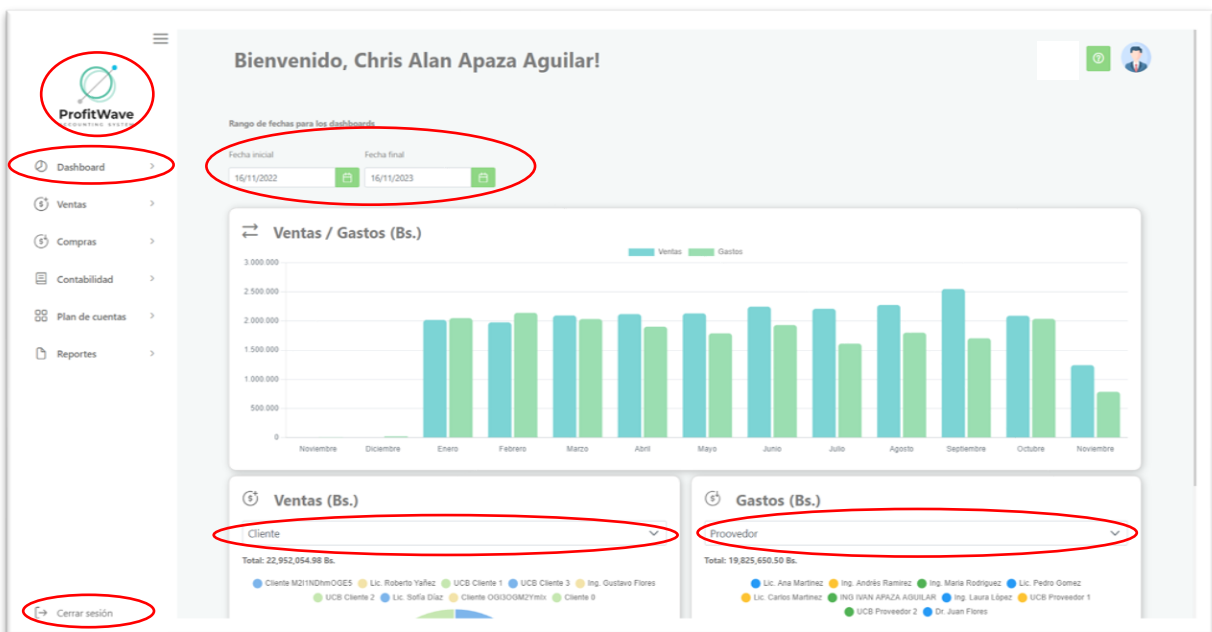 Bienvenido, Chris Alan Apaza Aguilar!
ProfitWave
ACCOUNTING SYSTEM
Dashboard
Ventas
Compras
Contabilidad
Plan de cuentas
Reportes
Cerrar sesión
Rango de fechas para los dashboards
Fecha inicial Fecha final
16/11/2022 16/11/2023
Ventas / Gastos (Bs.)
Ventas Gastos
3.000.000
2.500.000
2.000.000
1.500.000
1.000.000
500.000
0
Noviembre Diciembre Enero Febrero Marzo Abril Mayo Junio Julio Agosto Septiembre Octubre Noviembre
Ventas (Bs.)
Cliente
Total: 22,952,054.98 Bs.
Cliente M2I1NDhmOGE5 Lic. Roberto Yañez UCB Cliente 1 UCB Cliente 3 Ing. Gustavo Flores
UCB Cliente 2 Lic. Sofía Díaz Cliente OGI3OGM2YmIx Cliente 0
Gastos (Bs.)
Proovedor
Total: 19,825,650.50 Bs.
Lic. Ana Martínez Ing. Andrés Ramírez Ing. María Rodríguez Lic. Pedro Gomez
Lic. Carlos Martínez ING IVAN APAZA AGUILAR Ing. Laura López UCB Proveedor 1
UCB Proveedor 2 Dr. Juan Flores